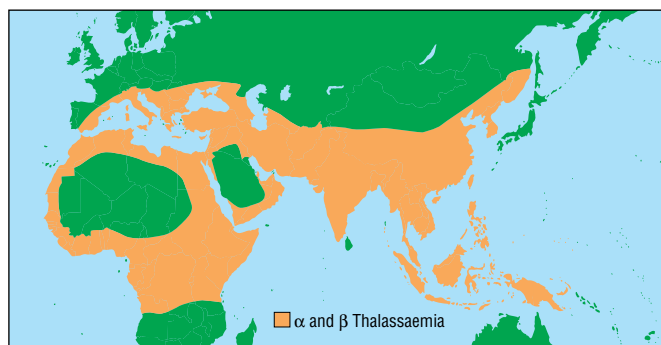 α and β Thalassaemia